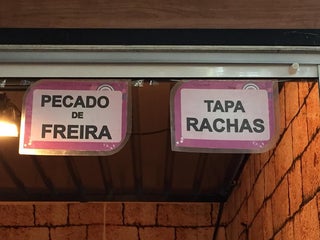 PECADO
DE
FREIRA
TAPA
RACHAS